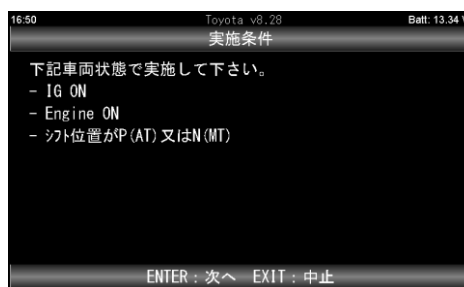 16:50 Toyota v8.28 Batt: 13.34 V
実施条件
下記車両状態で実施して下さい。
- IG ON
- Engine ON
- ｼﾌﾄ位置がP(AT)又はN(MT)
ENTER : 次へ EXIT : 中止